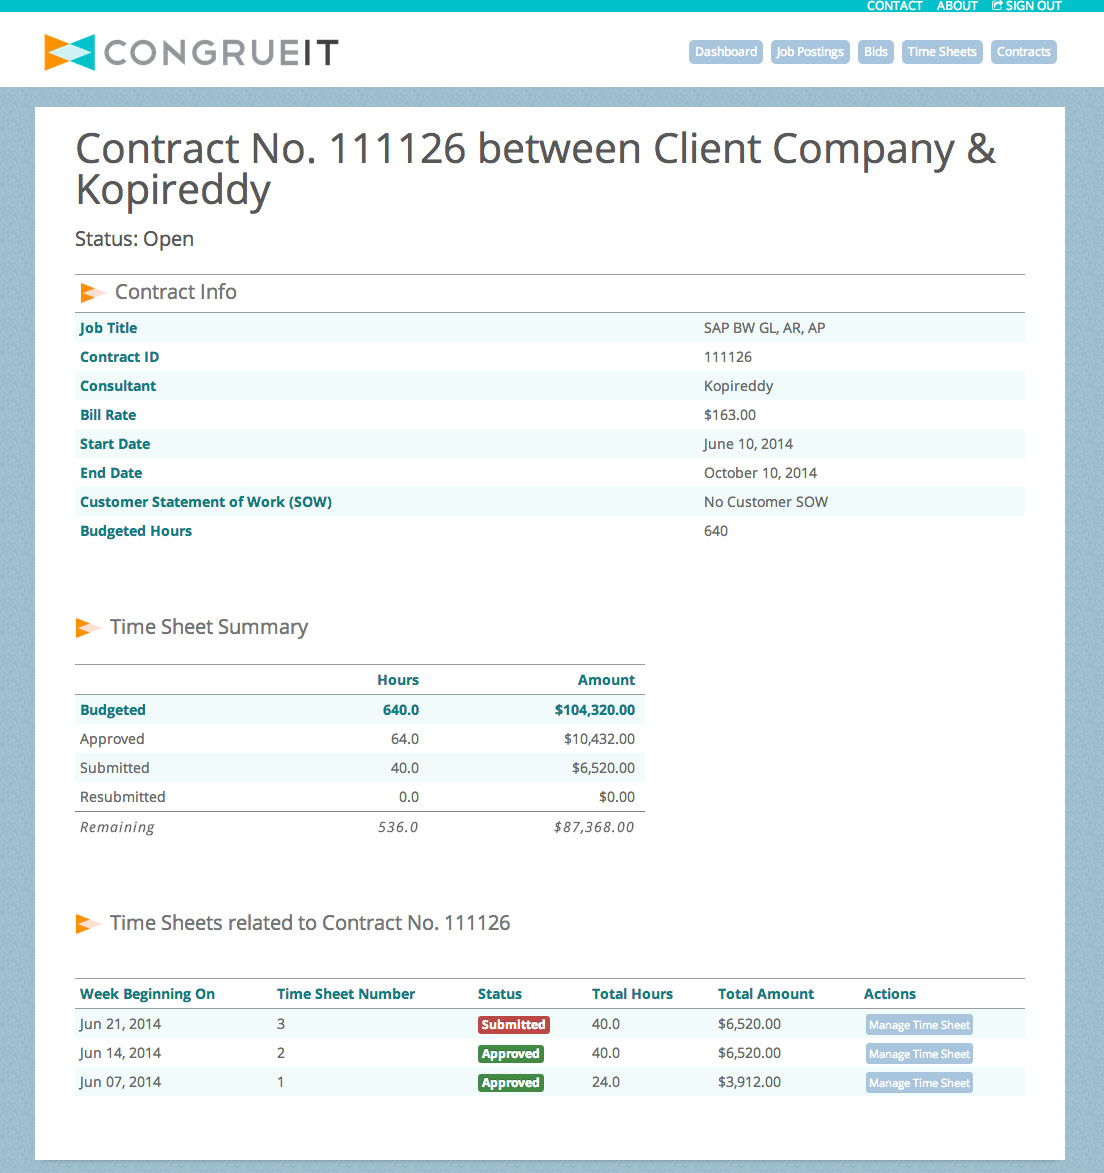 CONTACT ABOUT SIGN OUT
CONGRUEIT
Dashboard Job Postings Bids Time Sheets Contracts
Contract No. 111126 between Client Company &
Kopireddy
Status: Open
Contract Info
Job Title SAP BW GL, AR, AP
Contract ID 111126
Consultant Kopireddy
Bill Rate $163.00
Start Date June 10, 2014
End Date October 10, 2014
Customer Statement of Work (SOW) No Customer SOW
Budgeted Hours 640
Time Sheet Summary
Hours Amount
Budgeted 640.0 $104,320.00
Approved 64.0 $10,432.00
Submitted 40.0 $6,520.00
Resubmitted 0.0 $0.00
Remaining 536.0 $87,368.00
Time Sheets related to Contract No. 111126
Week Beginning On Time Sheet Number Status Total Hours Total Amount Actions
Jun 21, 2014 3 Submitted 40.0 $6,520.00 Manage Time Sheet
Jun 14, 2014 2 Approved 40.0 $6,520.00 Manage Time Sheet
Jun 07, 2014 1 Approved 24.0 $3,912.00 Manage Time Sheet